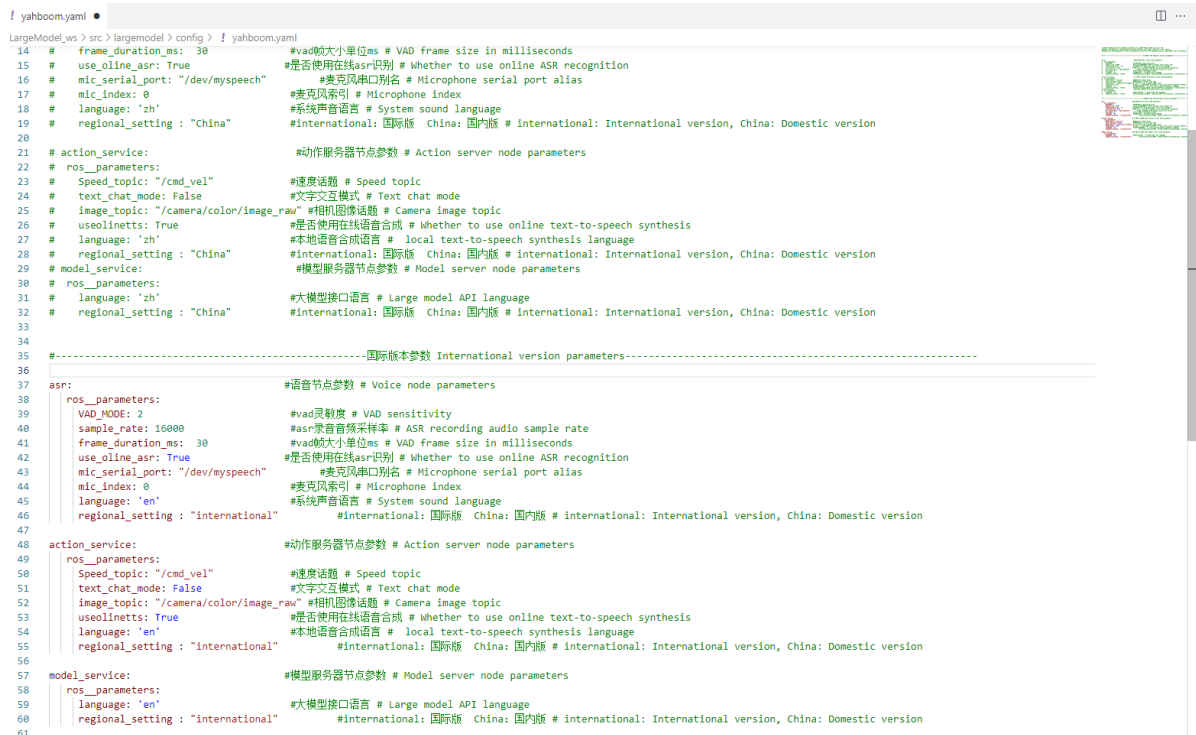 ! yahboom.yaml ●
LargeModel_ws > src > largemodel > config > ! yahboom.yaml
14 # frame_duration_ms: 30 #vad帧大小单位ms # VAD frame size in milliseconds
15 # use_oline_asr: True #是否使用在线asr识别 # Whether to use online ASR recognition
16 # mic_serial_port: "/dev/myspeech" #麦克风串口别名 # Microphone serial port alias
17 # mic_index: 0 #麦克风索引 # Microphone index
18 # language: 'zh' #系统声音语言 # System sound language
19 # regional_setting : "China" #international: 国际版 China: 国内版 # international: International version, China: Domestic version
20
21 # action_service: #动作服务器节点参数 # Action server node parameters
22 # ros__parameters:
23 # Speed_topic: "/cmd_vel" #速度话题 # Speed topic
24 # text_chat_mode: False #文字交互模式 # Text chat mode
25 # image_topic: "/camera/color/image_raw" #相机图像话题 # Camera image topic
26 # useolinetts: True #是否使用在线语音合成 # Whether to use online text-to-speech synthesis
27 # language: 'zh' #本地语音合成语言 # local text-to-speech synthesis language
28 # regional_setting : "China" #international: 国际版 China: 国内版 # international: International version, China: Domestic version
29 # model_service: #模型服务器节点参数 # Model server node parameters
30 # ros__parameters:
31 # language: 'zh' #大模型接口语言 # Large model API language
32 # regional_setting : "China" #international: 国际版 China: 国内版 # international: International version, China: Domestic version
33
34
35 #-----------------------------------------------------国际版本参数 International version parameters------------------------------------------------------------
36
37 asr: #语音节点参数 # Voice node parameters
38 ros__parameters:
39 VAD_MODE: 2 #vad灵敏度 # VAD sensitivity
40 sample_rate: 16000 #asr录音音频采样率 # ASR recording audio sample rate
41 frame_duration_ms: 30 #vad帧大小单位ms # VAD frame size in milliseconds
42 use_oline_asr: True #是否使用在线asr识别 # Whether to use online ASR recognition
43 mic_serial_port: "/dev/myspeech" #麦克风串口别名 # Microphone serial port alias
44 mic_index: 0 #麦克风索引 # Microphone index
45 language: 'en' #系统声音语言 # System sound language
46 regional_setting : "international" #international: 国际版 China: 国内版 # international: International version, China: Domestic version
47
48 action_service: #动作服务器节点参数 # Action server node parameters
49 ros__parameters:
50 Speed_topic: "/cmd_vel" #速度话题 # Speed topic
51 text_chat_mode: False #文字交互模式 # Text chat mode
52 image_topic: "/camera/color/image_raw" #相机图像话题 # Camera image topic
53 useolinetts: True #是否使用在线语音合成 # Whether to use online text-to-speech synthesis
54 language: 'en' #本地语音合成语言 # local text-to-speech synthesis language
55 regional_setting : "international" #international: 国际版 China: 国内版 # international: International version, China: Domestic version
56
57 model_service: #模型服务器节点参数 # Model server node parameters
58 ros__parameters:
59 language: 'en' #大模型接口语言 # Large model API language
60 regional_setting : "international" #international: 国际版 China: 国内版 # international: International version, China: Domestic version
61